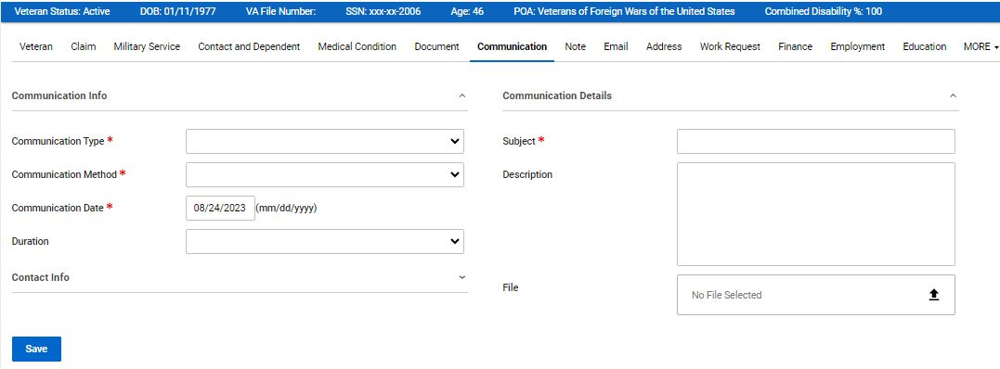 Veteran Status: Active DOB: 01/11/1977 VA File Number: SSN: xxx-xx-2006 Age: 46 POA: Veterans of Foreign Wars of the United States Combined Disability %: 100
Veteran Claim Military Service Contact and Dependent Medical Condition Document Communication Note Email Address Work Request Finance Employment Education MORE
Communication Info
Communication Type *
Communication Method *
Communication Date * 08/24/2023 (mm/dd/yyyy)
Duration
Contact Info
Save
Communication Details
Subject *
Description
File No File Selected